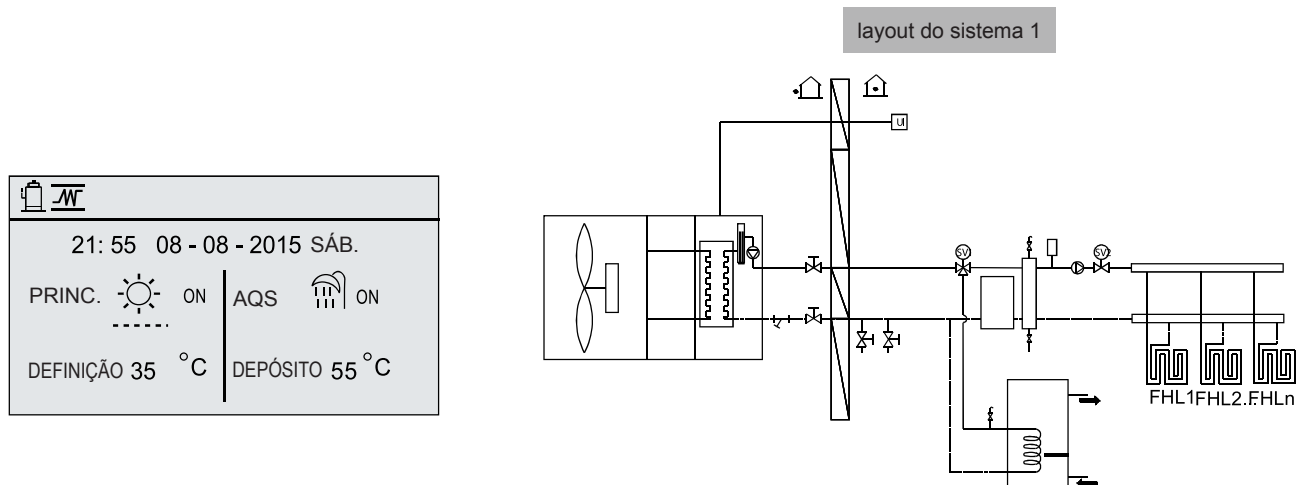 layout do sistema 1
UI
21: 55 08 - 08 - 2015 SÁB.
PRINC. ON
AQS ON
DEFINIÇÃO 35 °C
DEPÓSITO 55 °C
SV1
SV2
FHL1 FHL2... FHLn